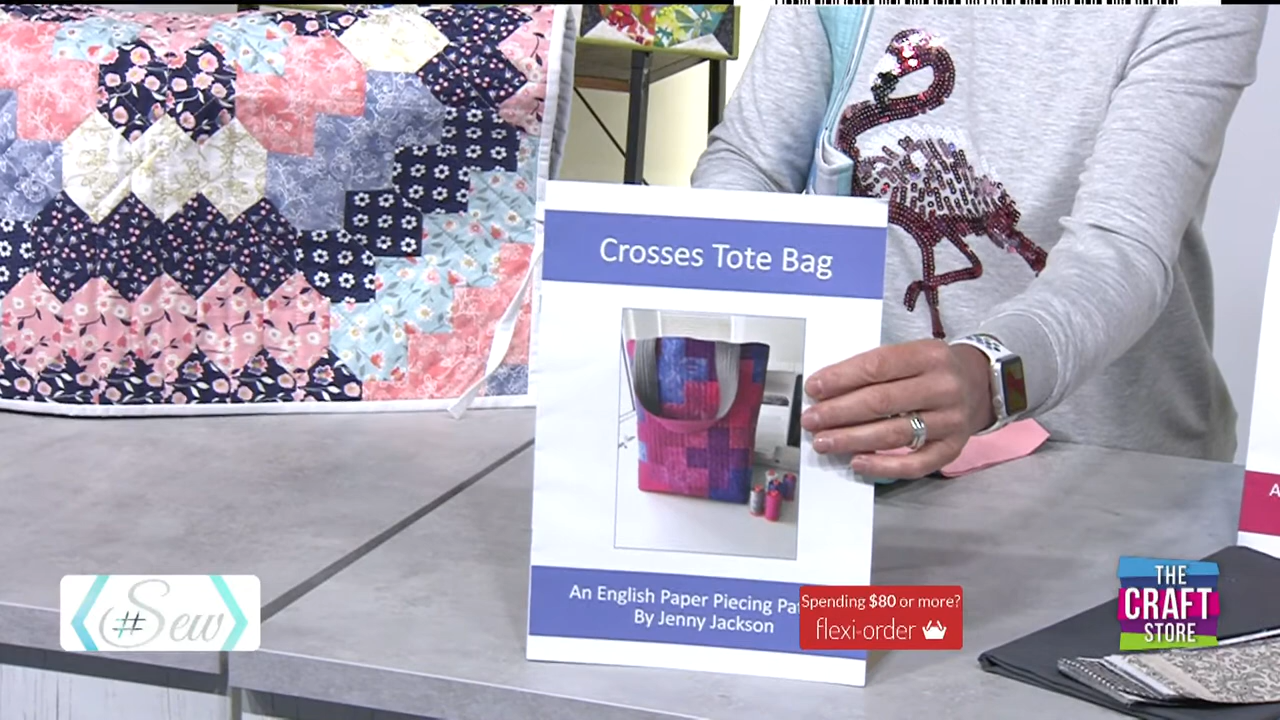 Crosses Tote Bag
An English Paper Piecing
By Jenny Jackson
Spending $80 or more?
flexi-order
#Sew
THE
CRAFT
STORE
A